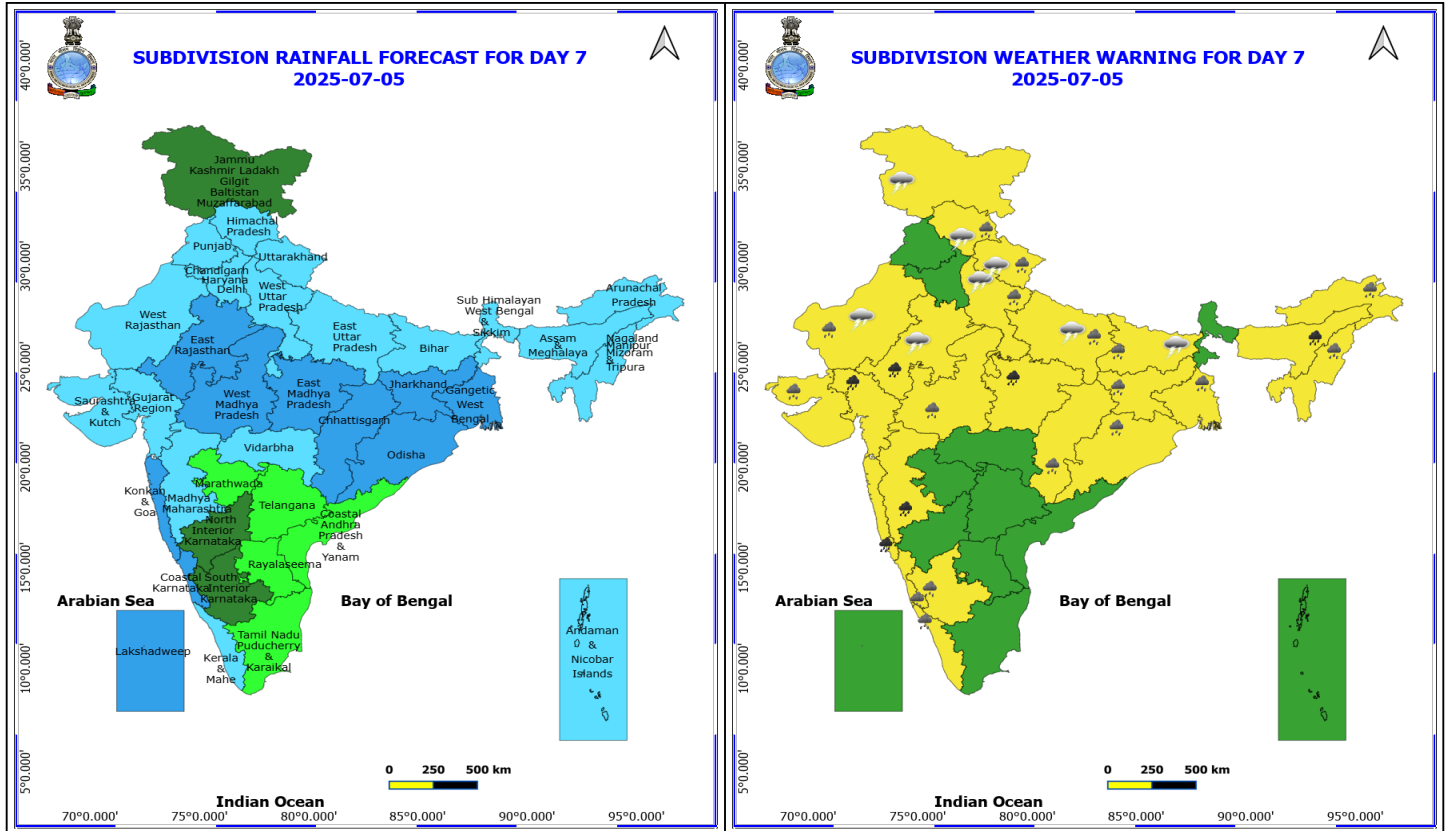 SUBDIVISION RAINFALL FORECAST FOR DAY 7
2025-07-05
40°0.000'
35°0.000'
30°0.000'
25°0.000'
20°0.000'
15°0.000'
10°0.000'
5°0.000'
Jammu
Kashmir Ladakh
Gilgit
Baltistan
Muzaffarabad
Himachal
Pradesh
Punjab
Uttarakhand
Chandigarh
Haryana
Delhi
West
Uttar
Pradesh
West
Rajasthan
East
Rajasthan
East
Uttar
Pradesh
Bihar
Sub Himalayan
West Bengal
&
Sikkim
Arunachal
Pradesh
Assam
&
Meghalaya
Nagaland
Manipur
Mizoram
&
Tripura
Saurashtra
&
Kutch
Gujarat
Region
West
Madhya
Pradesh
East
Madhya
Pradesh
Jharkhand
Gangetic
West
Bengal
Chhattisgarh
Odisha
Vidarbha
Konkan
&
Goa
Madhya
Maharashtra
Marathwada
Telangana
North
Interior
Karnataka
Coastal
Andhra
Pradesh
&
Yanam
Rayalaseema
Coastal
Karnataka
South
Interior
Karnataka
Tamil Nadu
Puducherry
&
Karaikal
Kerala
&
Mahe
Lakshadweep
Andaman
&
Nicobar
Islands
Arabian Sea
Bay of Bengal
Indian Ocean
0 250 500 km
70°0.000' 75°0.000' 80°0.000' 85°0.000' 90°0.000' 95°0.000'
SUBDIVISION WEATHER WARNING FOR DAY 7
2025-07-05
40°0.000'
35°0.000'
30°0.000'
25°0.000'
20°0.000'
15°0.000'
10°0.000'
5°0.000'
Arabian Sea
Bay of Bengal
Indian Ocean
0 250 500 km
70°0.000' 75°0.000' 80°0.000' 85°0.000' 90°0.000' 95°0.000'